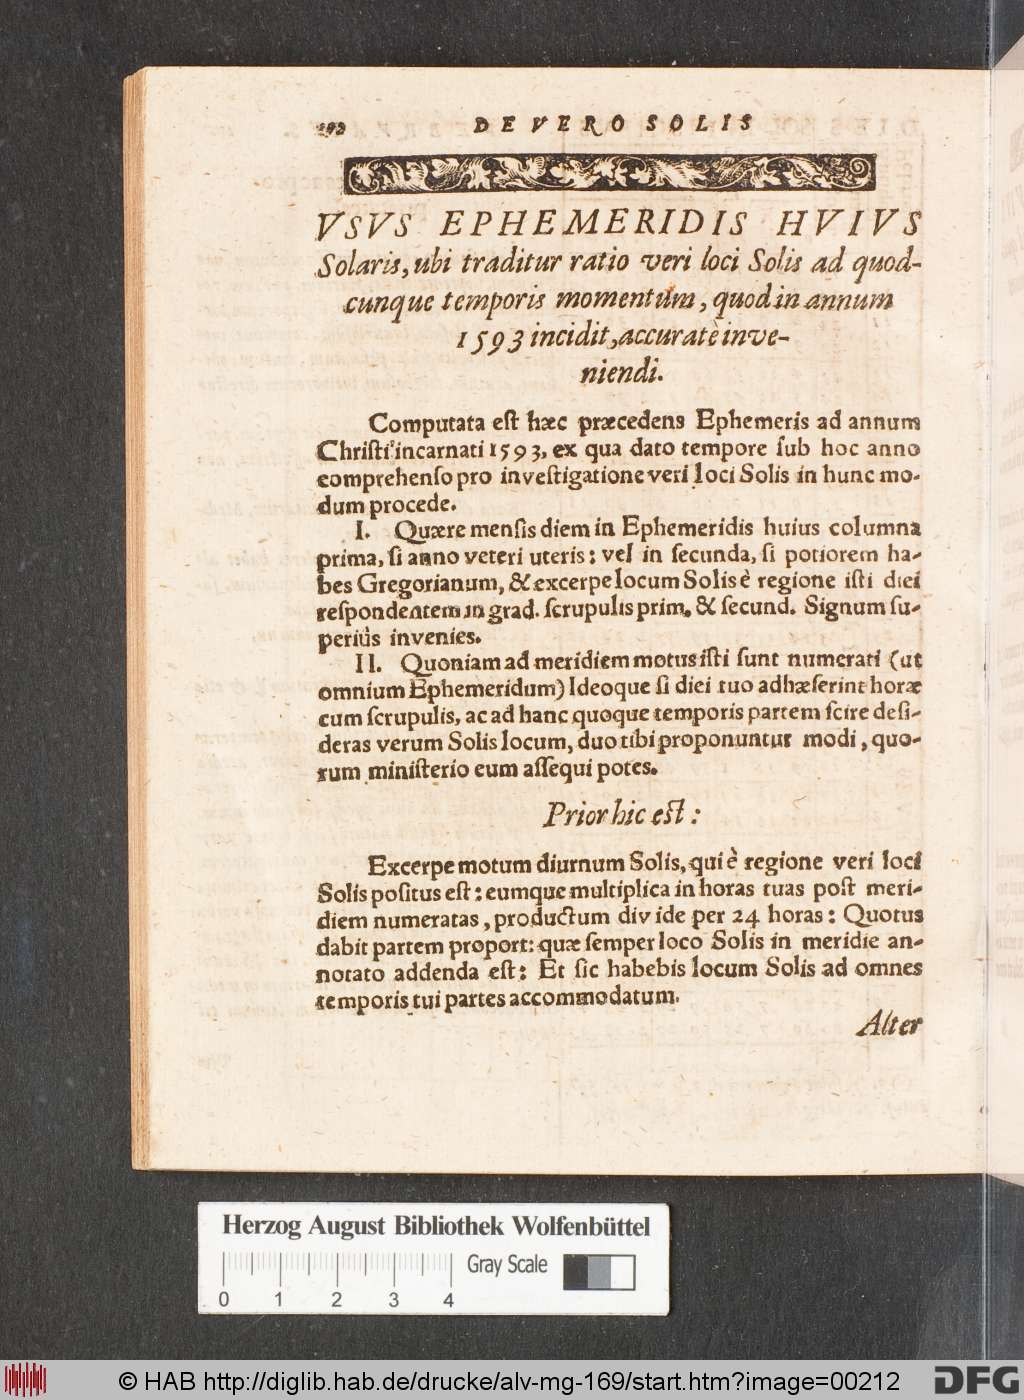 192 DE VERO SOLIS
VSVS EPHEMERIDIS HVIVS
Solaris, ubi traditur ratio veri loci Solis ad quod-
cunque temporis momentum, quod in annum
1593 incidit, accuratè inve-
niendi.
Computata est hæc præcedens Ephemeris ad annum
Christi incarnati 1593, ex qua dato tempore sub hoc anno
comprehenso pro investigatione veri loci Solis in hunc mo-
dum procede.
I. Quære mensis diem in Ephemeridis huius columna
prima, si anno veteri uteris: vel in secunda, si potiorem ha-
bes Gregorianum, & excerpe locum Solis è regione isti diei
respondentem in grad. scrupulis prim. & secund. Signum su-
periùs invenies.
II. Quoniam ad meridiem motus isti sunt numerati (ut
omnium Ephemeridum) Ideoque si diei tuo adhæserint horæ
cum scrupulis, ac ad hanc quoque temporis partem scire desi-
deras verum Solis locum, duo tibi proponuntur modi, quo-
rum ministerio eum assequi potes.
Prior hic est:
Excerpe motum diurnum Solis, qui è regione veri loci
Solis positus est: eumque multiplica in horas tuas post meri-
diem numeratas, productum divide per 24 horas: Quotus
dabit partem proport: quæ semper loco Solis in meridie an-
notato addenda est: Et sic habebis locum Solis ad omnes
temporis tui partes accommodatum.
Alter
Herzog August Bibliothek Wolfenbüttel
Gray Scale
0 1 2 3 4
© HAB http://diglib.hab.de/drucke/alv-mg-169/start.htm?image=00212
DFG